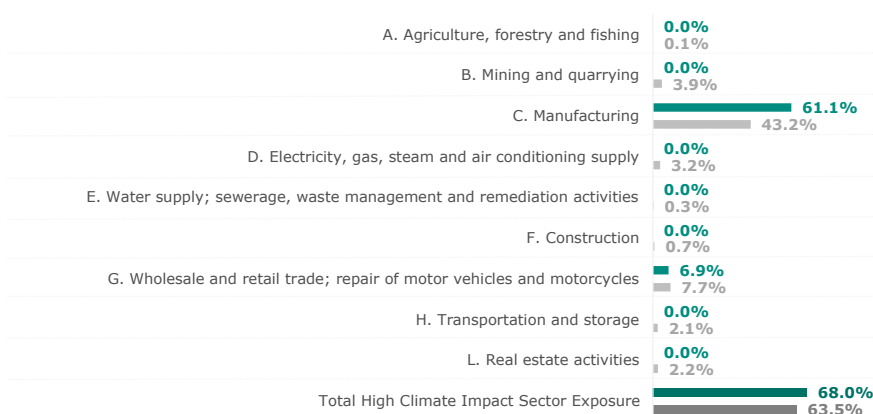 A. Agriculture, forestry and fishing
0.0%
0.1%
B. Mining and quarrying
0.0%
3.9%
C. Manufacturing
61.1%
43.2%
D. Electricity, gas, steam and air conditioning supply
0.0%
3.2%
E. Water supply; sewerage, waste management and remediation activities
0.0%
0.3%
F. Construction
0.0%
0.7%
G. Wholesale and retail trade; repair of motor vehicles and motorcycles
6.9%
7.7%
H. Transportation and storage
0.0%
2.1%
L. Real estate activities
0.0%
2.2%
Total High Climate Impact Sector Exposure
68.0%
63.5%